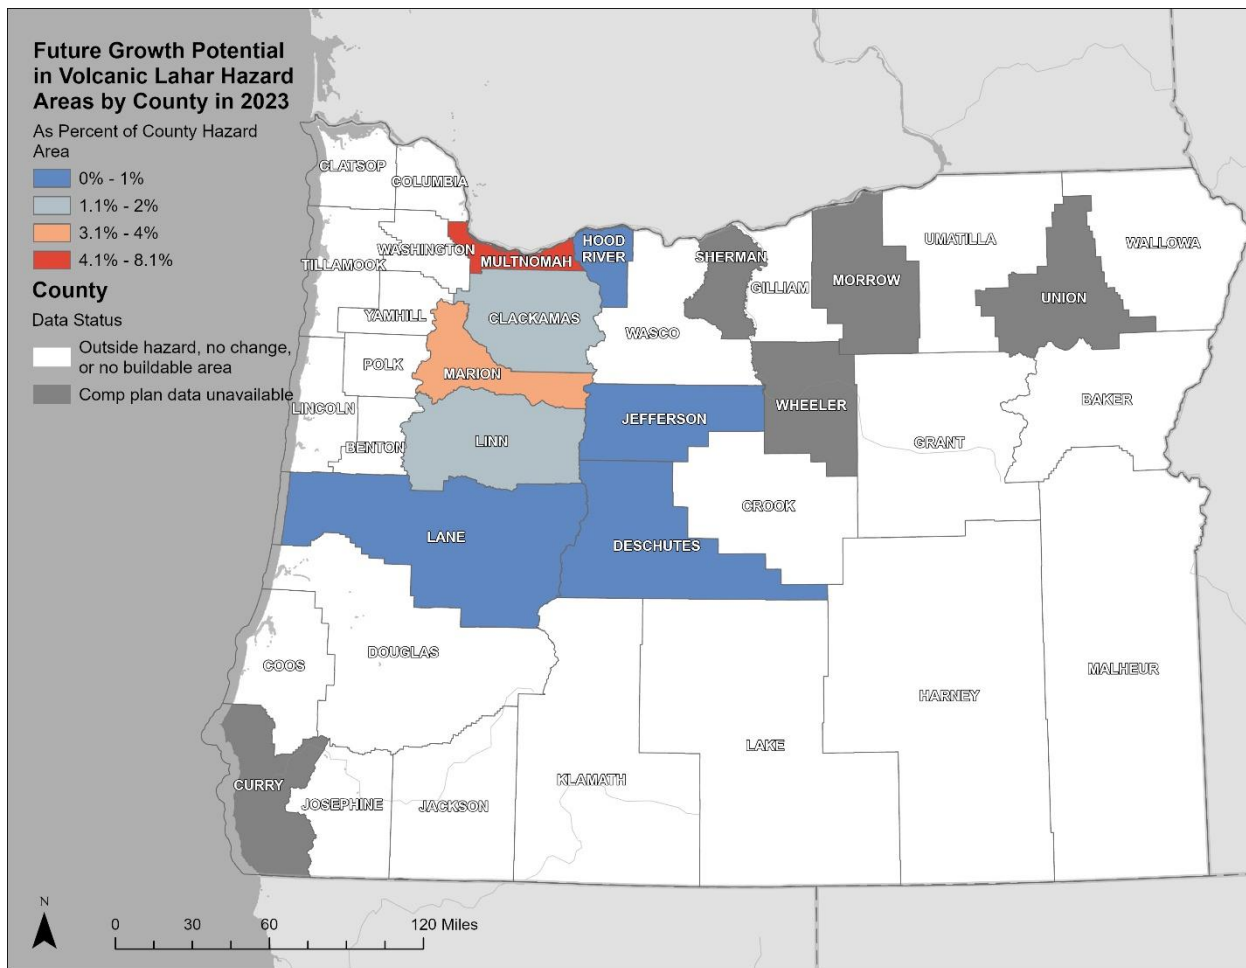 Future Growth Potential
in Volcanic Lahar Hazard
Areas by County in 2023
As Percent of County Hazard
Area
0% - 1%
1.1% - 2%
3.1% - 4%
4.1% - 8.1%
County
Data Status
Outside hazard, no change,
or no buildable area
Comp plan data unavailable
CLATSOP
COLUMBIA
TILLAMOOK
WASHINGTON
MULTNOMAH
HOOD
RIVER
SHERMAN
GILLIAM
MORROW
UMATILLA
WALLOWA
UNION
YAMHILL
CLACKAMAS
WASCO
POLK
MARION
LINCOLN
BENTON
LINN
JEFFERSON
WHEELER
GRANT
BAKER
LANE
DESCHUTES
CROOK
COOS
DOUGLAS
HARNEY
MALHEUR
CURRY
JOSEPHINE
JACKSON
KLAMATH
LAKE
N
0 30 60 120 Miles